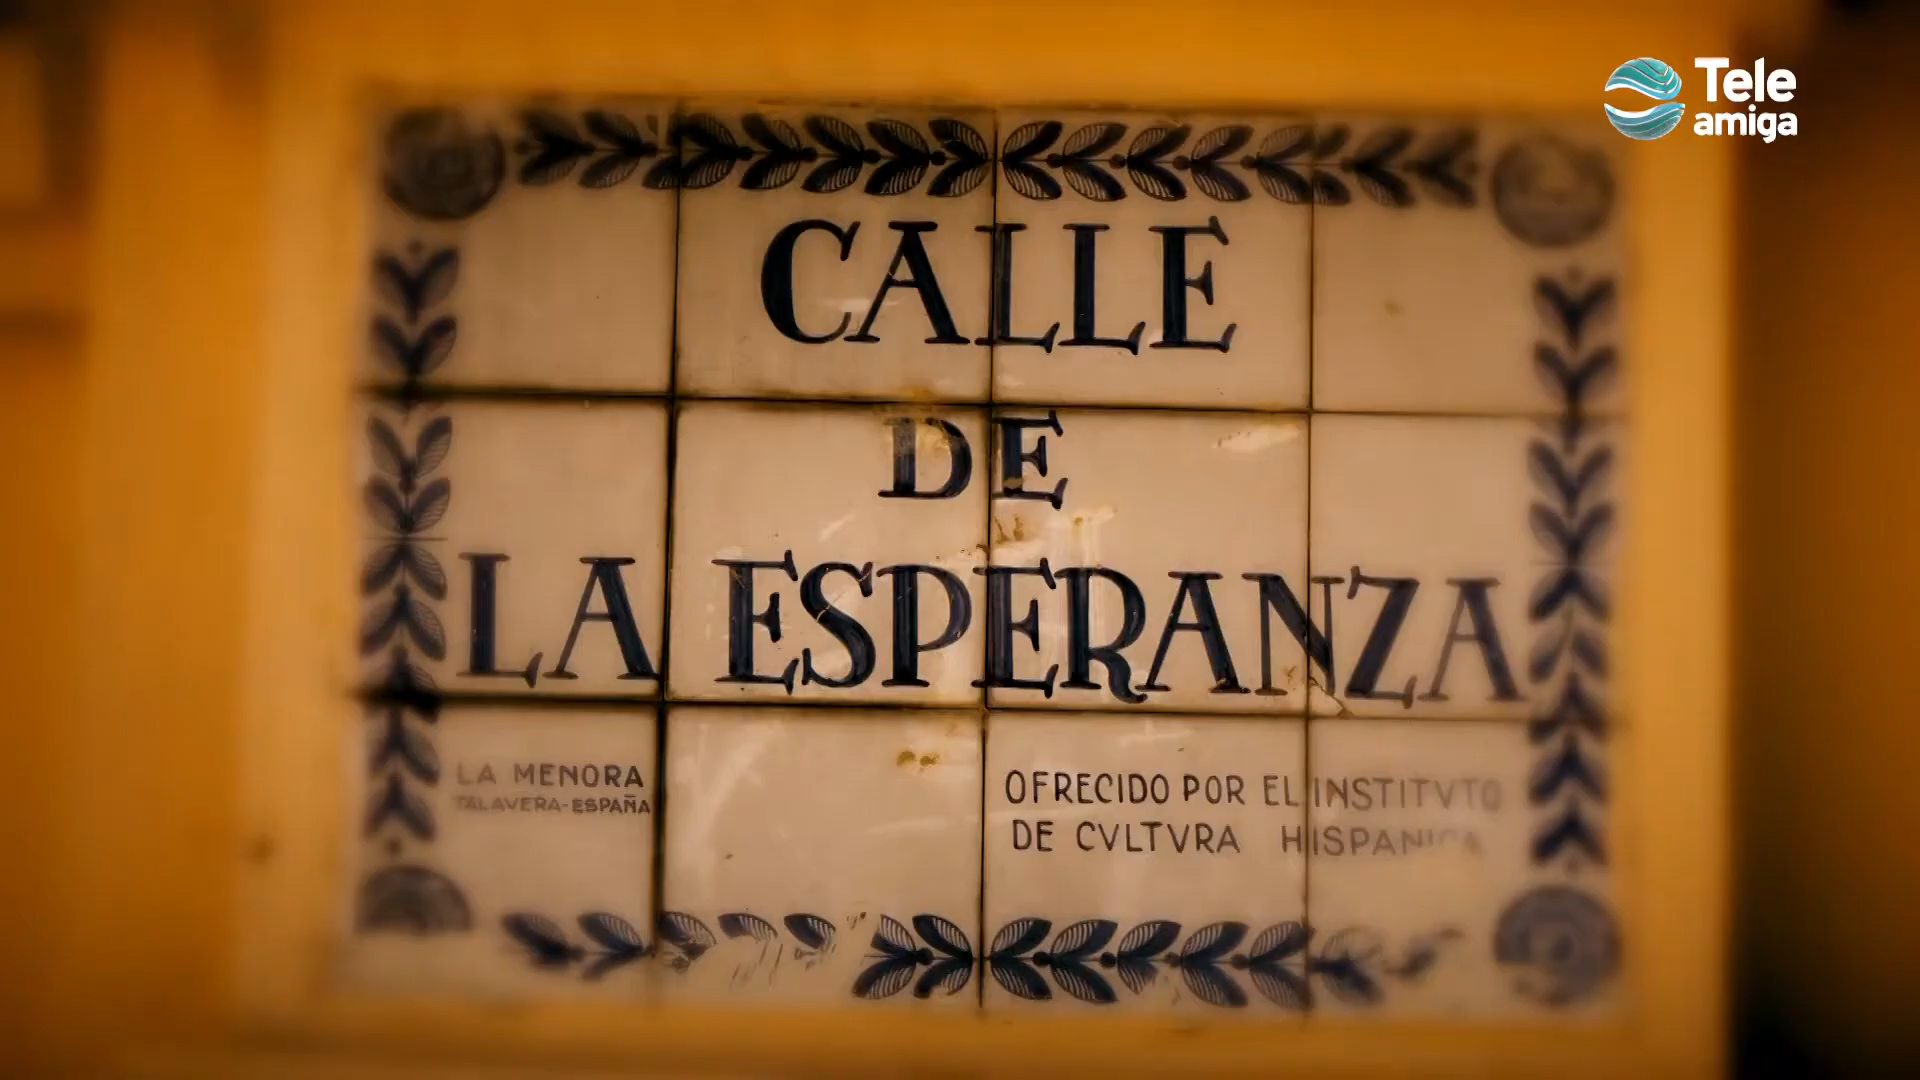 Tele
amiga
CALLE
DE
LA ESPERANZA
LA MENORA
TALAVERA-ESPAÑA
OFRECIDO POR EL INSTITVTO
DE CVLTVRA HISPANICA